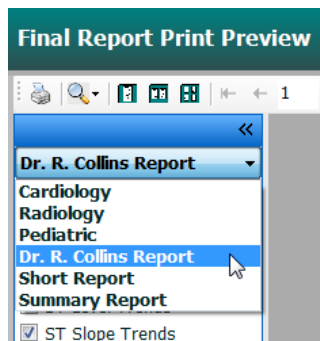 Final Report Print Preview
1
«
Dr. R. Collins Report
Cardiology
Radiology
Pediatric
Dr. R. Collins Report
Short Report
Summary Report
ST Slope Trends